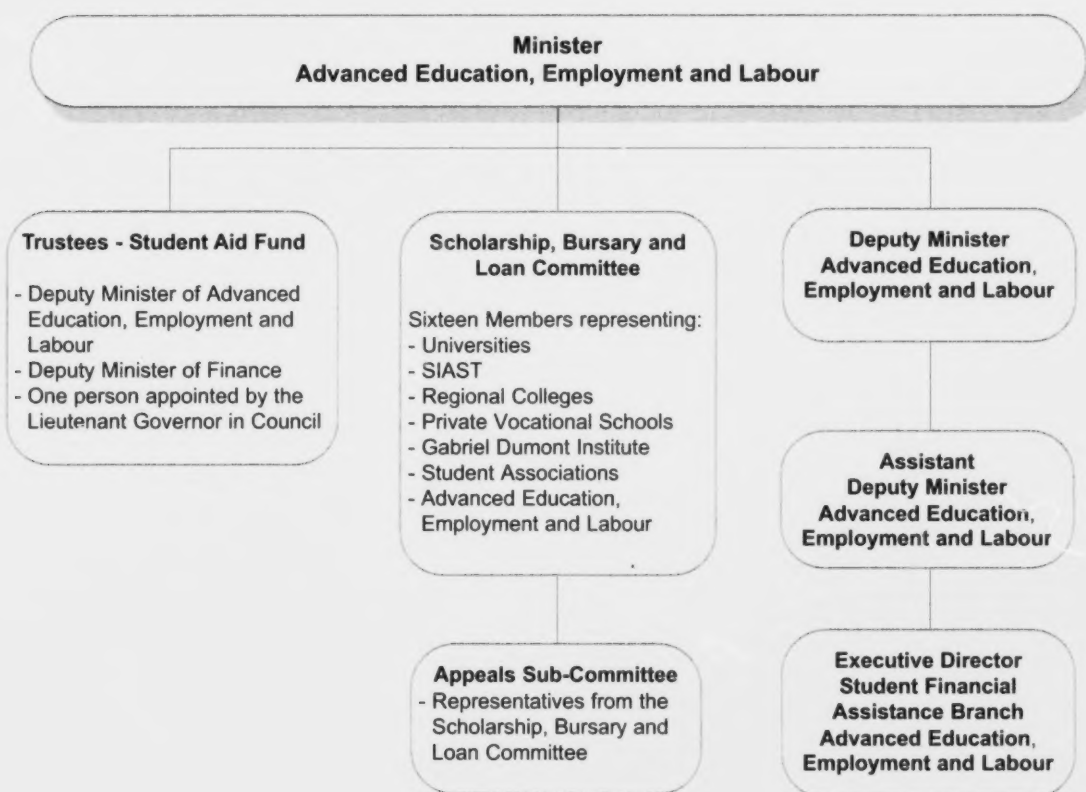 Minister
Advanced Education, Employment and Labour
Trustees - Student Aid Fund
- Deputy Minister of Advanced
Education, Employment and
Labour
- Deputy Minister of Finance
- One person appointed by the
Lieutenant Governor in Council
Scholarship, Bursary and
Loan Committee
Sixteen Members representing:
- Universities
- SIAST
- Regional Colleges
- Private Vocational Schools
- Gabriel Dumont Institute
- Student Associations
- Advanced Education,
Employment and Labour
Appeals Sub-Committee
- Representatives from the
Scholarship, Bursary and
Loan Committee
Deputy Minister
Advanced Education,
Employment and Labour
Assistant
Deputy Minister
Advanced Education,
Employment and Labour
Executive Director
Student Financial
Assistance Branch
Advanced Education,
Employment and Labour